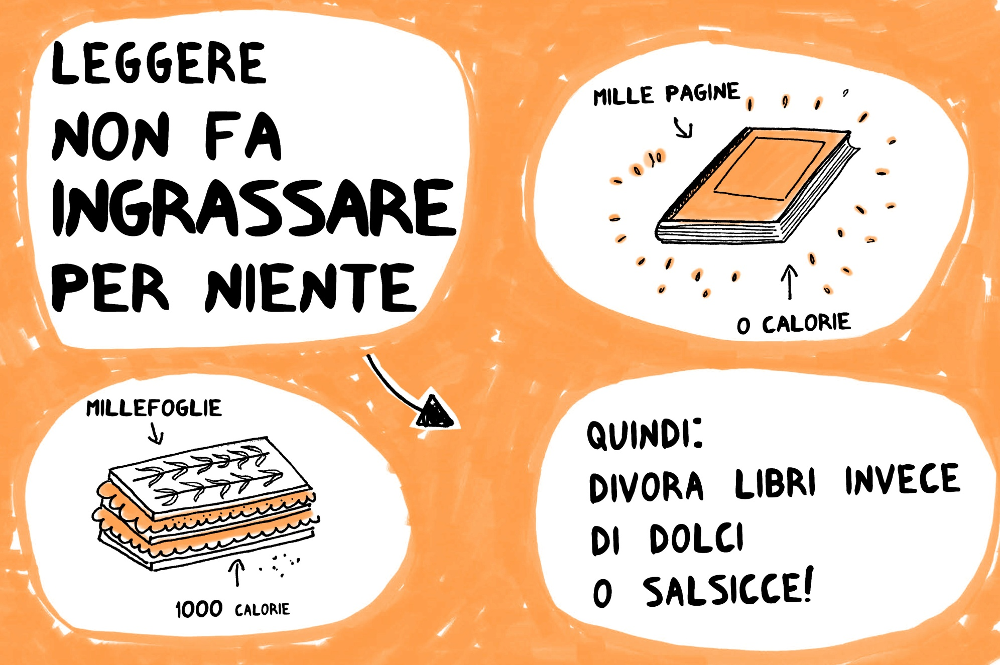 LEGGERE
NON FA
INGRASSARE
PER NIENTE
MILLE PAGINE
0 CALORIE
MILLEFOGLIE
1000 CALORIE
QUINDI:
DIVORA LIBRI INVECE
DI DOLCI
O SALSICCE!